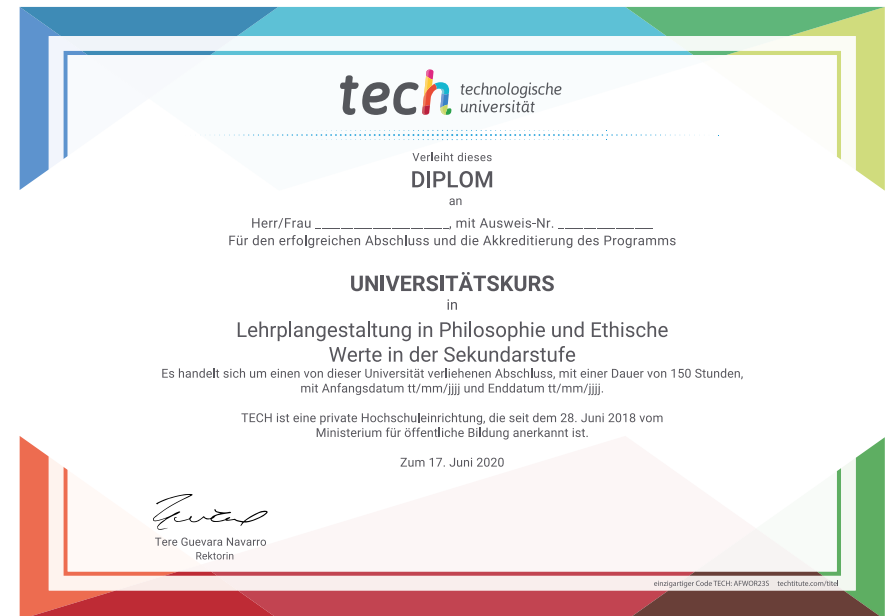 tech technologische
universität
Verleiht dieses
DIPLOM
an
Herr/Frau ______________________, mit Ausweis-Nr. _______________
Für den erfolgreichen Abschluss und die Akkreditierung des Programms
UNIVERSITÄTSKURS
in
Lehrplangestaltung in Philosophie und Ethische
Werte in der Sekundarstufe
Es handelt sich um einen von dieser Universität verliehenen Abschluss, mit einer Dauer von 150 Stunden,
mit Anfangsdatum tt/mm/jjjj und Enddatum tt/mm/jjjj.
TECH ist eine private Hochschuleinrichtung, die seit dem 28. Juni 2018 vom
Ministerium für öffentliche Bildung anerkannt ist.
Zum 17. Juni 2020
Tere Guevara Navarro
Rektorin
einzigartiger Code TECH: AFWOR23S techtitute.com/titel